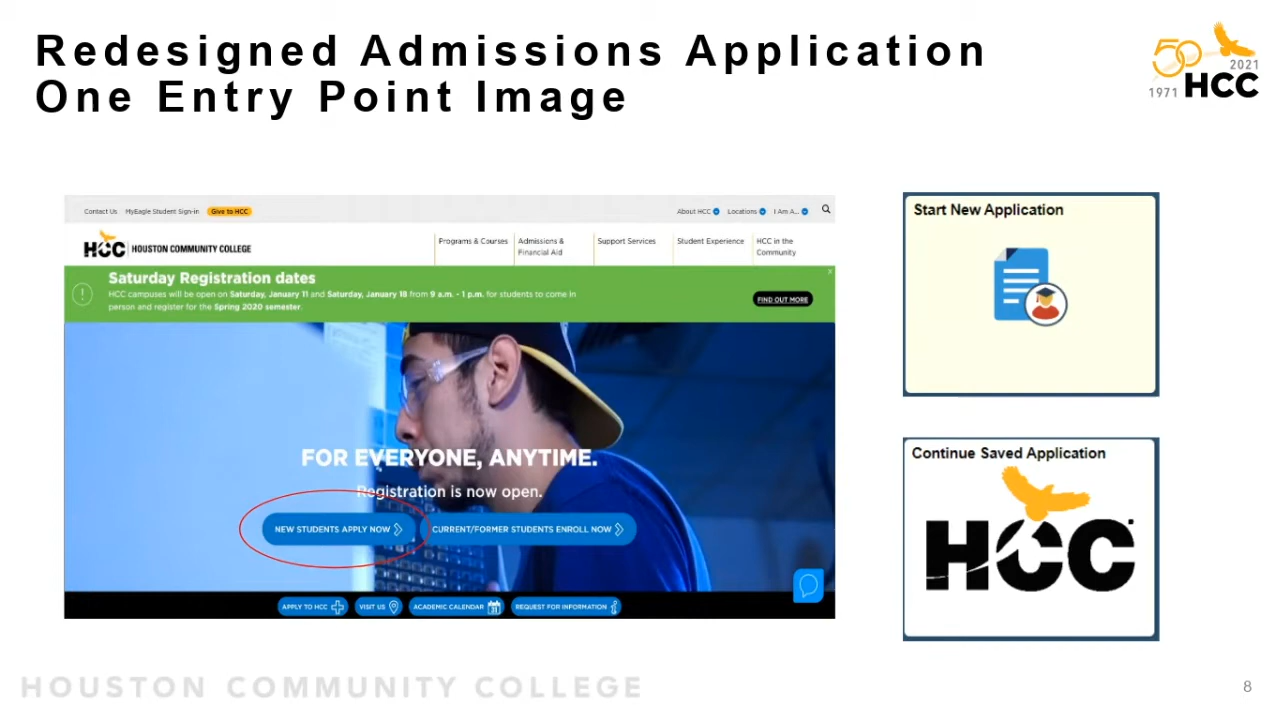 Redesigned Admissions Application
One Entry Point Image
50
2021
1971 HCC
Contact Us MyEagle Student Sign-in Give to HCC
About HCC Locations I Am A...
HCC HOUSTON COMMUNITY COLLEGE
Programs & Courses
Admissions &
Financial Aid
Support Services
Student Experience
HCC in the
Community
Saturday Registration dates
HCC campuses will be open on Saturday, January 11 and Saturday, January 18 from 9 a.m. - 1 p.m. for students to come in
person and register for the Spring 2020 semester.
FIND OUT MORE
x
FOR EVERYONE, ANYTIME.
Registration is now open.
NEW STUDENTS APPLY NOW
CURRENT/FORMER STUDENTS ENROLL NOW
APPLY TO HCC VISIT US ACADEMIC CALENDAR 31 REQUEST FOR INFORMATION
Start New Application
Continue Saved Application
HCC
HOUSTON COMMUNITY COLLEGE
8